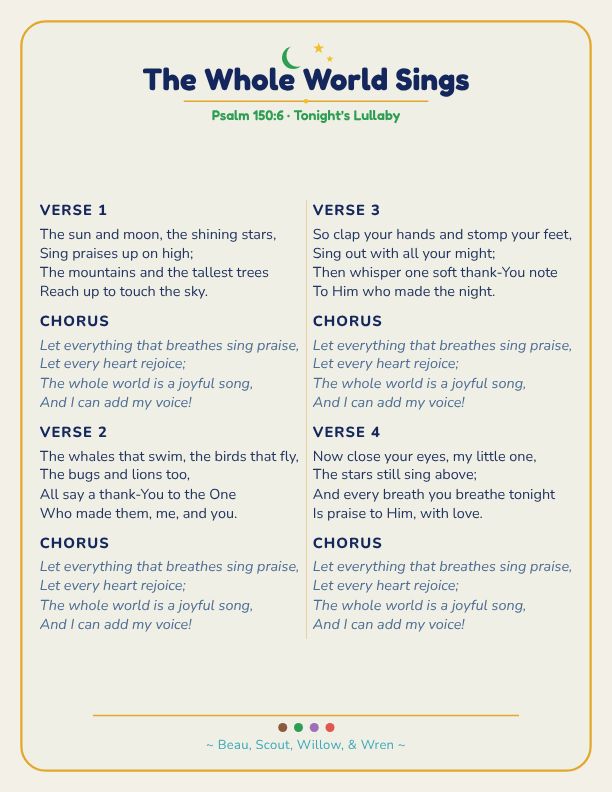 The Whole World Sings
Psalm 150:6 · Tonight's Lullaby
VERSE 1
The sun and moon, the shining stars,
Sing praises up on high;
The mountains and the tallest trees
Reach up to touch the sky.
CHORUS
Let everything that breathes sing praise,
Let every heart rejoice;
The whole world is a joyful song,
And I can add my voice!
VERSE 2
The whales that swim, the birds that fly,
The bugs and lions too,
All say a thank-You to the One
Who made them, me, and you.
CHORUS
Let everything that breathes sing praise,
Let every heart rejoice;
The whole world is a joyful song,
And I can add my voice!
VERSE 3
So clap your hands and stomp your feet,
Sing out with all your might;
Then whisper one soft thank-You note
To Him who made the night.
CHORUS
Let everything that breathes sing praise,
Let every heart rejoice;
The whole world is a joyful song,
And I can add my voice!
VERSE 4
Now close your eyes, my little one,
The stars still sing above;
And every breath you breathe tonight
Is praise to Him, with love.
CHORUS
Let everything that breathes sing praise,
Let every heart rejoice;
The whole world is a joyful song,
And I can add my voice!
~ Beau, Scout, Willow, & Wren ~